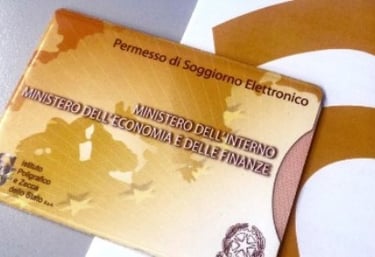 Permesso di Soggiorno Elettronico
MINISTERO DELL'INTERNO
MINISTERO DELL'ECONOMIA E DELLE FINANZE
Istituto
Poligrafico
e Zecca
dello Stato S.p.A.